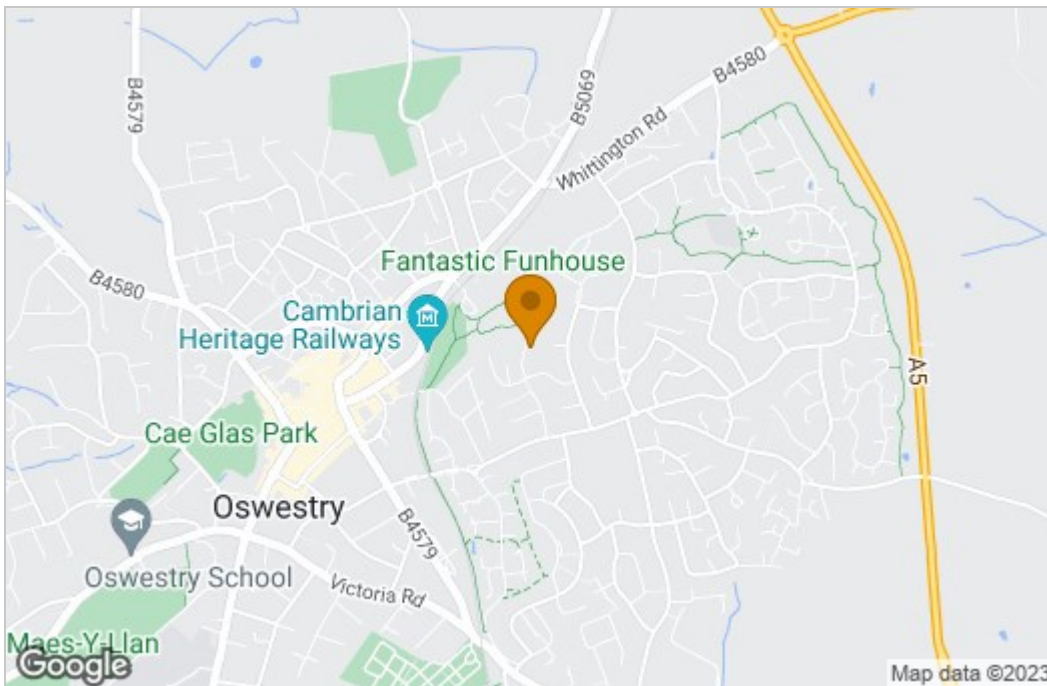 B4579
B5069
B4580
Whittington Rd
Fantastic Funhouse
B4580
Cambrian
Heritage Railways
A5
Cae Glas Park
Oswestry
B4579
Oswestry School
Victoria Rd
Maes-Y-Llan
Google
Map data ©2023